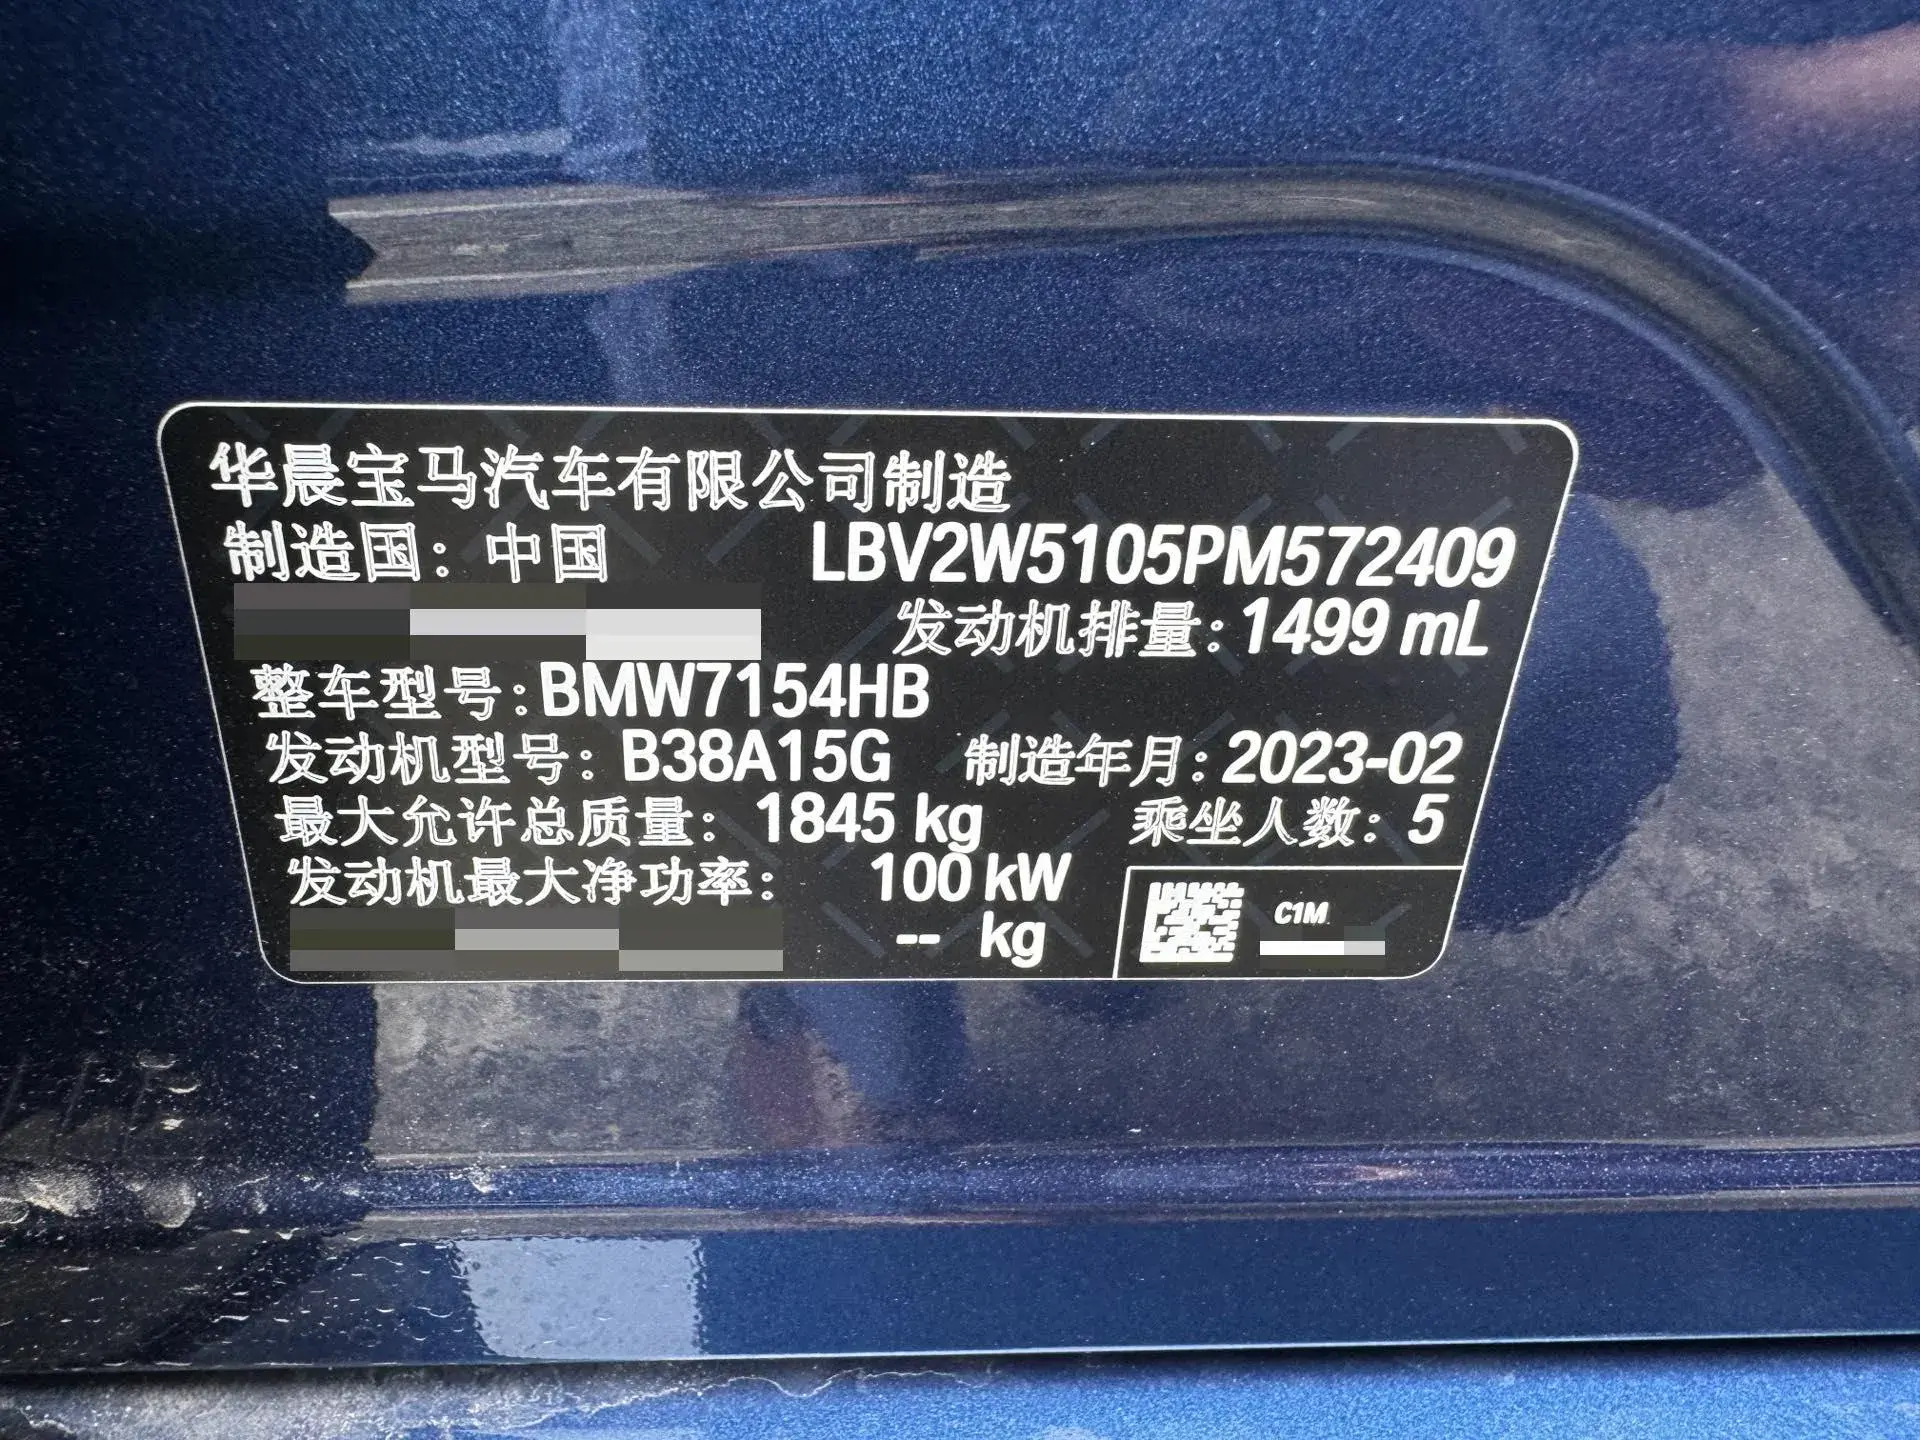 华晨宝马汽车有限公司制造
制造国：中国 LBV2W5105PM572409
发动机排量：1499 mL
整车型号：BMW7154HB
发动机型号：B38A15G 制造年月：2023-02
最大允许总质量：1845 kg 乘坐人数：5
发动机最大净功率：100 kW
-- kg
C1M